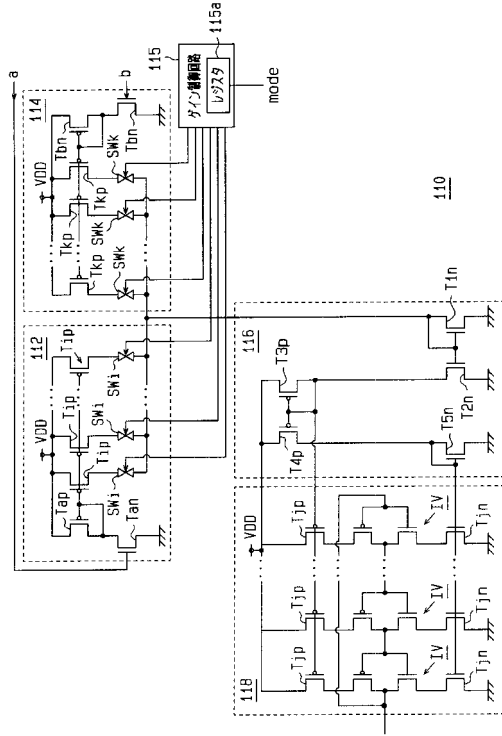 a
115
115a
ゲイン制御回路
レジスタ
mode
114
VDD
Tbn
b
Tbn
Tkp
Tkp
Tkp
SWk
SWk
SWk
112
VDD
Tip
Tip
Tip
Tap
Tan
SWi
SWi
SWi
110
116
T3p
T4p
T1n
T2n
T5n
118
VDD
Tjp
Tjp
Tjp
IV
IV
IV
Tjn
Tjn
Tjn